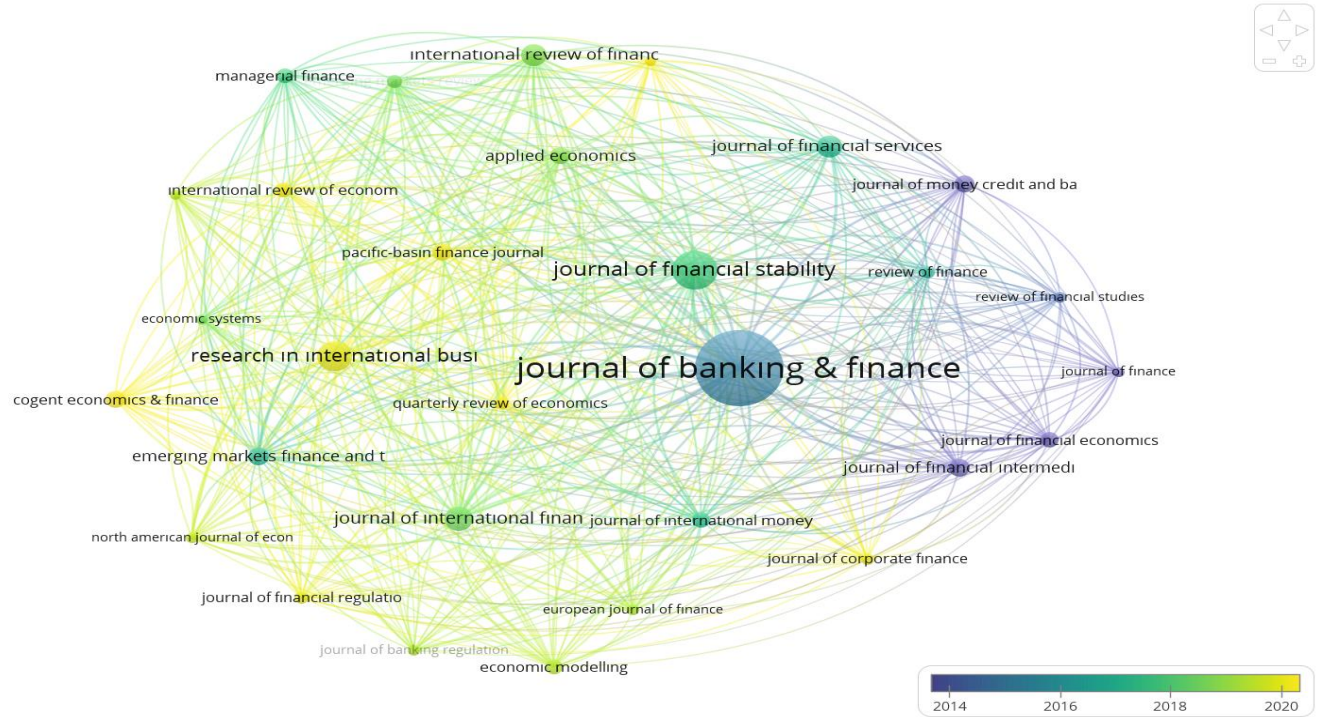 international review of financ
managerial finance
journal of financial services
applied economics
journal of money credit and ba
international review of econom
pacific-basin finance journal
journal of financial stability
review of finance
review of financial studies
economic systems
research in international busi
journal of banking & finance
journal of finance
cogent economics & finance
quarterly review of economics
journal of financial economics
emerging markets finance and t
journal of financial intermedi
journal of international finan
journal of international money
north american journal of econ
journal of corporate finance
journal of financial regulatio
european journal of finance
journal of banking regulation
economic modelling
2014
2016
2018
2020